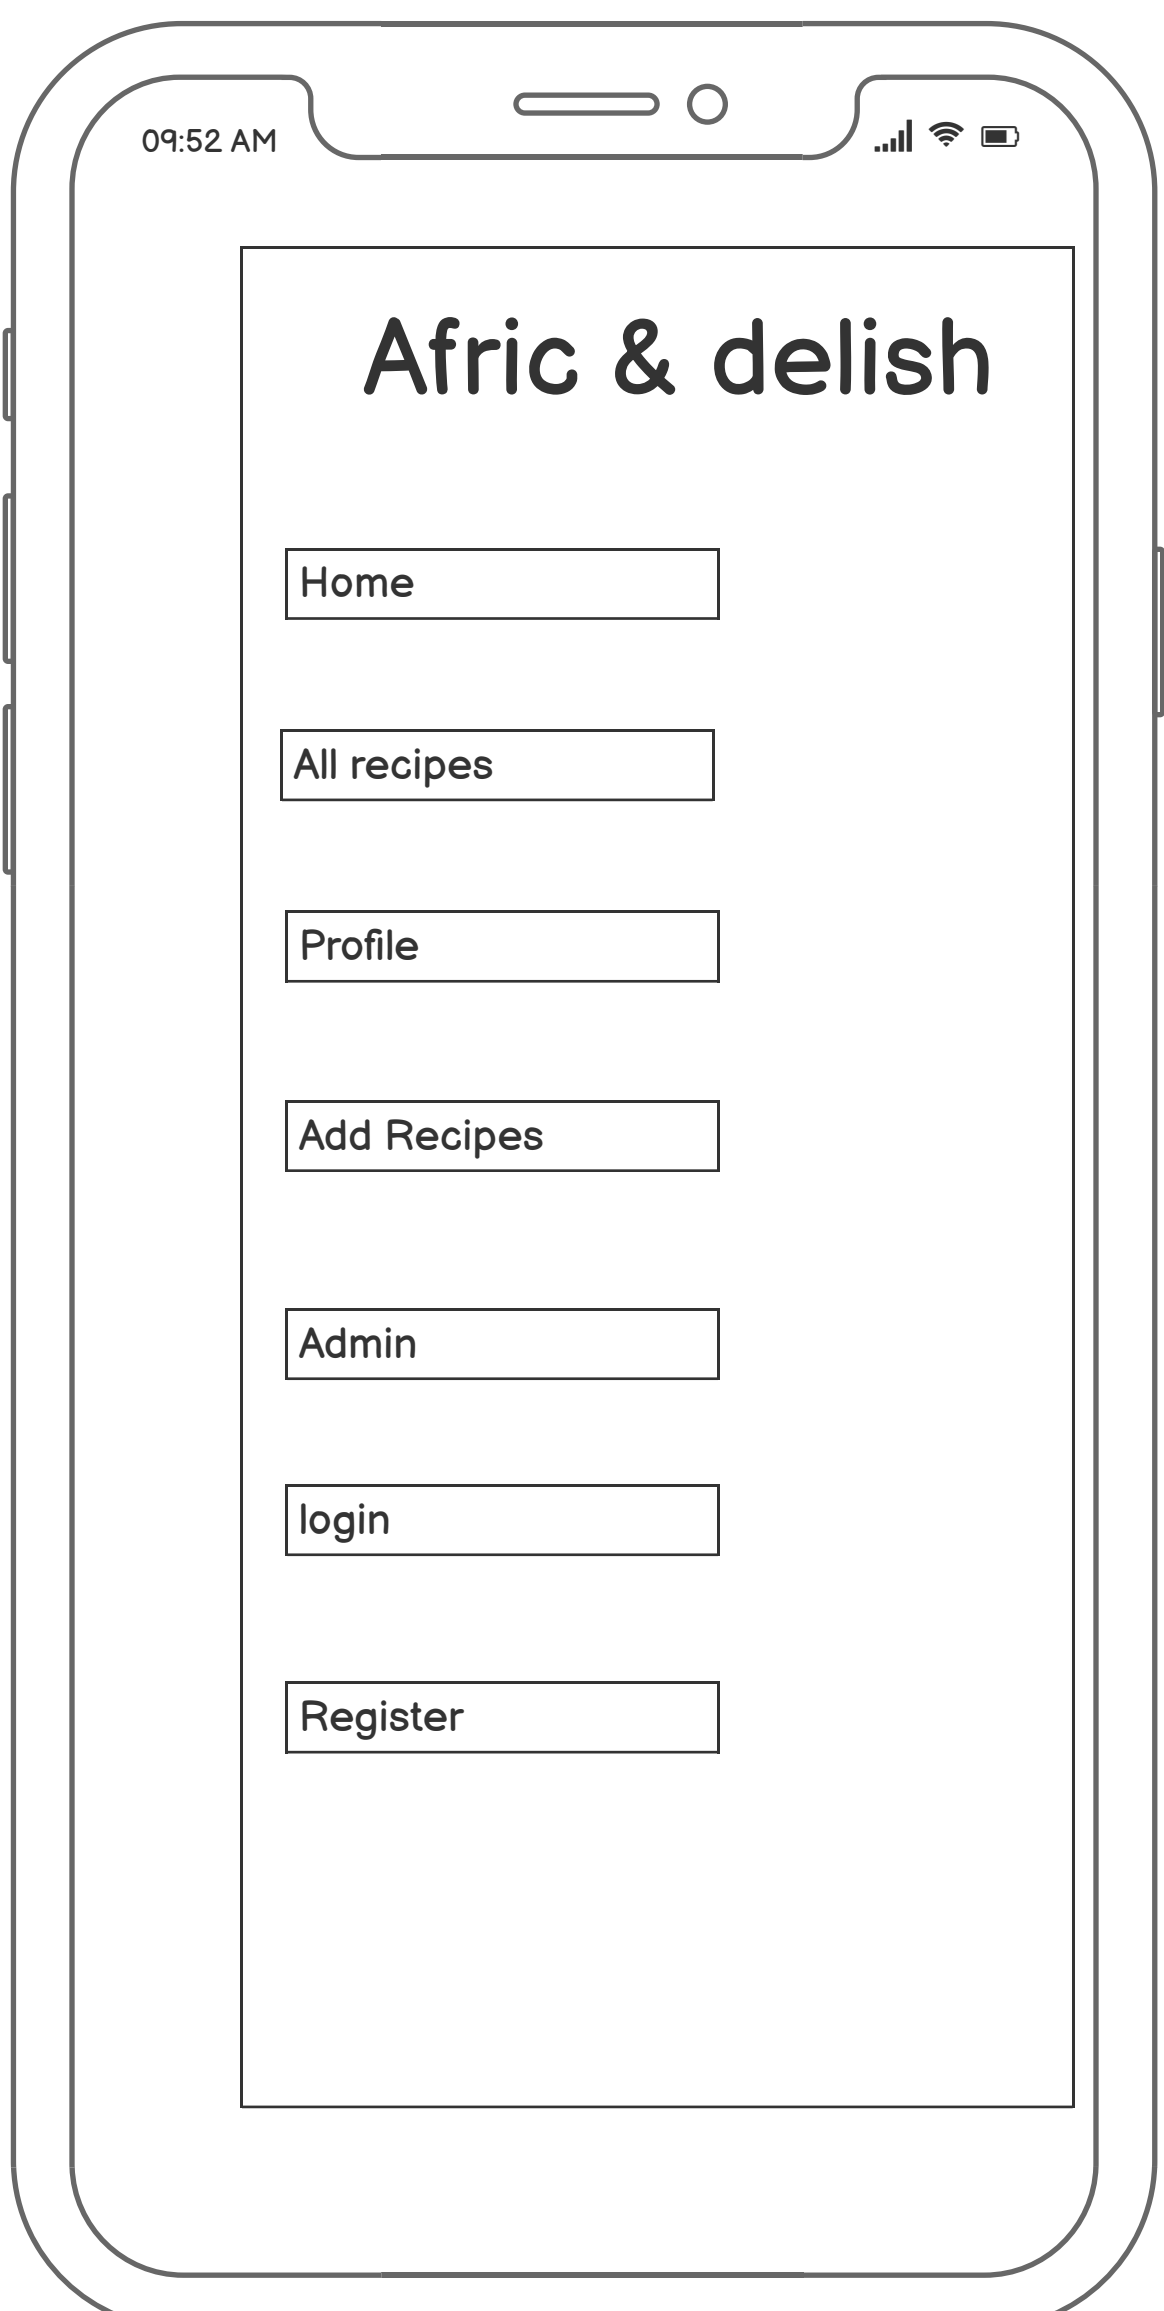 09:52 AM
Afric & delish
Home
All recipes
Profile
Add Recipes
Admin
login
Register